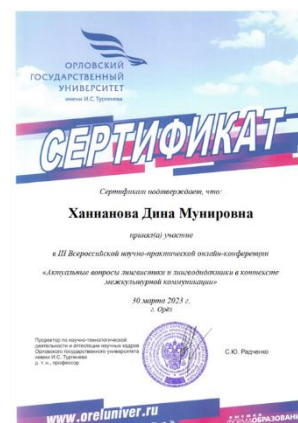 ОРЛОВСКИЙ
ГОСУДАРСТВЕННЫЙ
УНИВЕРСИТЕТ
имени И.С. Тургенева
СЕРТИФИКАТ
Сертификат подтверждает, что:
Ханнанова Дина Мунировна
принял(а) участие
в III Всероссийской научно-практической онлайн-конференции
«Актуальные вопросы лингвистики и лингводидактики в контексте
межкультурной коммуникации»
30 марта 2023 г.
г. Орёл
Проректор по научно-технологической
деятельности и аттестации научных кадров
Орловского государственного университета
имени И.С. Тургенева
д. т. н., профессор
С.Ю. Радченко
www.oreluniver.ru